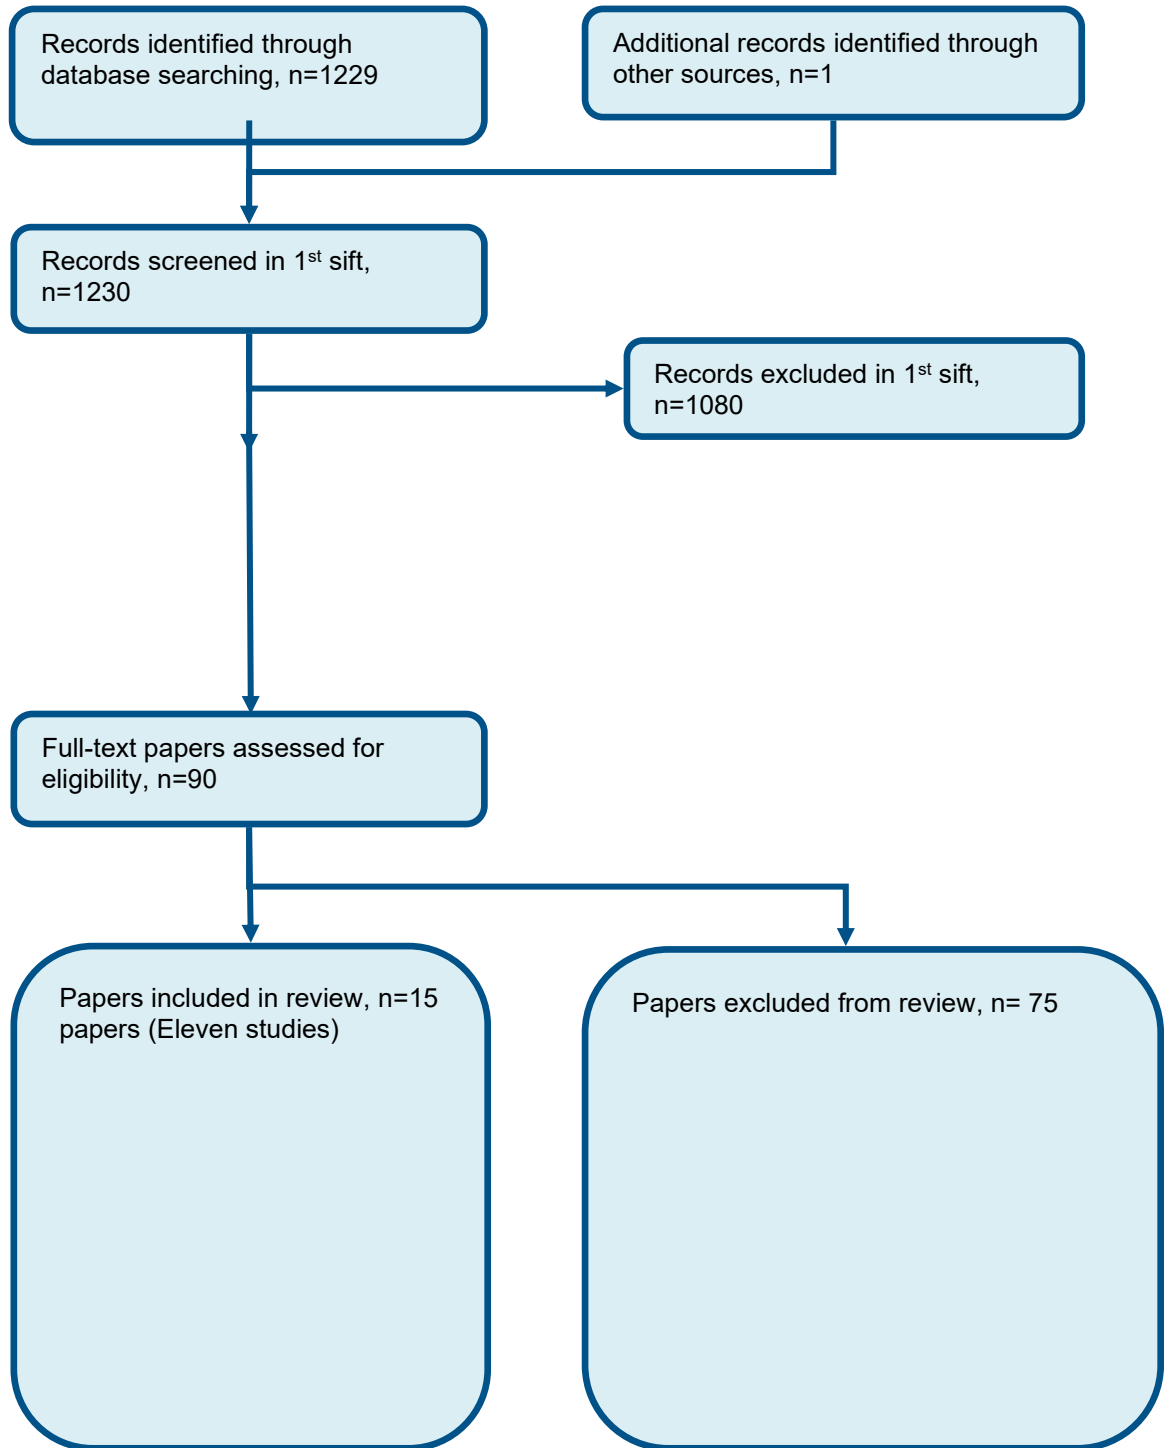 Records identified through
database searching, n=1229
Additional records identified through
other sources, n=1
Records screened in 1st sift,
n=1230
Records excluded in 1st sift,
n=1080
Full-text papers assessed for
eligibility, n=90
Papers included in review, n=15
papers (Eleven studies)
Papers excluded from review, n= 75